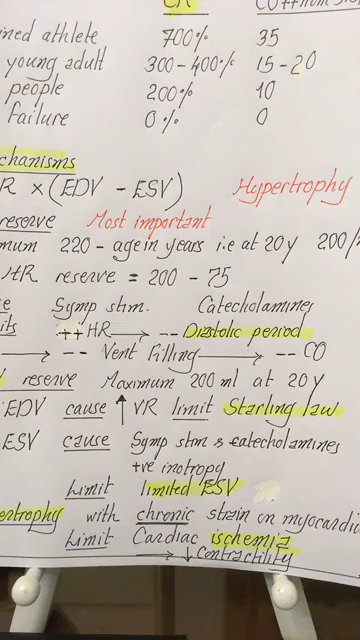 CR
ined athlete 700% 35
young adult 300-400% 15-20
people 200% 10
failure 0% 0
chanisms
R × (EDV - ESV) Hypertrophy
reserve Most important
mum 220 - age in years i.e at 20y 200/
HR reserve = 200 - 75
se Symp stim. Catecholamines
its ++ HR → -- Diastolic period
→ -- Vent Filling → -- CO
reserve Maximum 200 ml at 20y
EDV cause ↑ VR limit Starling law
ESV cause Symp stm & catecholamines
+ve inotropy
Limit limited ESV
ertrophy with chronic strain on myocardi
Limit Cardiac ischemia
→ ↓ Contractility